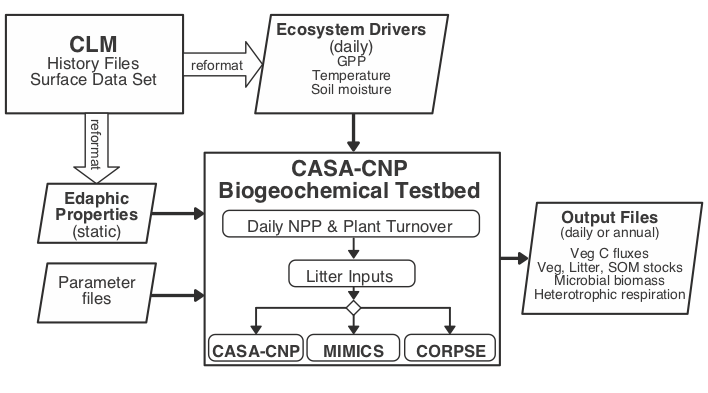 CLM
History Files
Surface Data Set
reformat
Ecosystem Drivers
(daily)
GPP
Temperature
Soil moisture
reformat
Edaphic
Properties
(static)
Parameter
files
CASA-CNP
Biogeochemical Testbed
Daily NPP & Plant Turnover
Litter Inputs
CASA-CNP
MIMICS
CORPSE
Output Files
(daily or annual)
Veg C fluxes
Veg, Litter, SOM stocks
Microbial biomass
Heterotrophic respiration